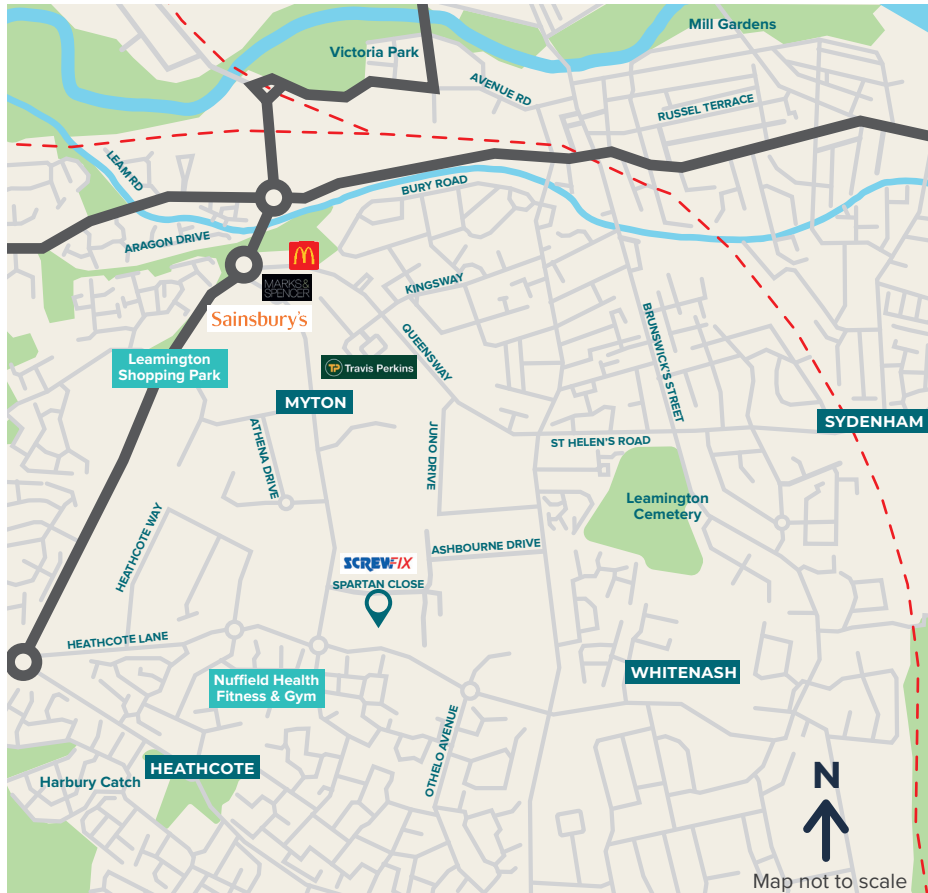 Mill Gardens
Victoria Park
AVENUE RD
RUSSEL TERRACE
LEAM RD
BURY ROAD
ARAGON DRIVE
MARKS&
SPENCER
KINGSWAY
Sainsbury's
BRUNSWICK'S STREET
QUEENSWAY
Leamington
Shopping Park
TP Travis Perkins
MYTON
SYDENHAM
ATHENA DRIVE
JUNO DRIVE
ST HELEN'S ROAD
Leamington
Cemetery
HEATHCOTE WAY
ASHBOURNE DRIVE
SCREWFIX
SPARTAN CLOSE
HEATHCOTE LANE
WHITENASH
Nuffield Health
Fitness & Gym
OTHELO AVENUE
HEATHCOTE
Harbury Catch
N
Map not to scale